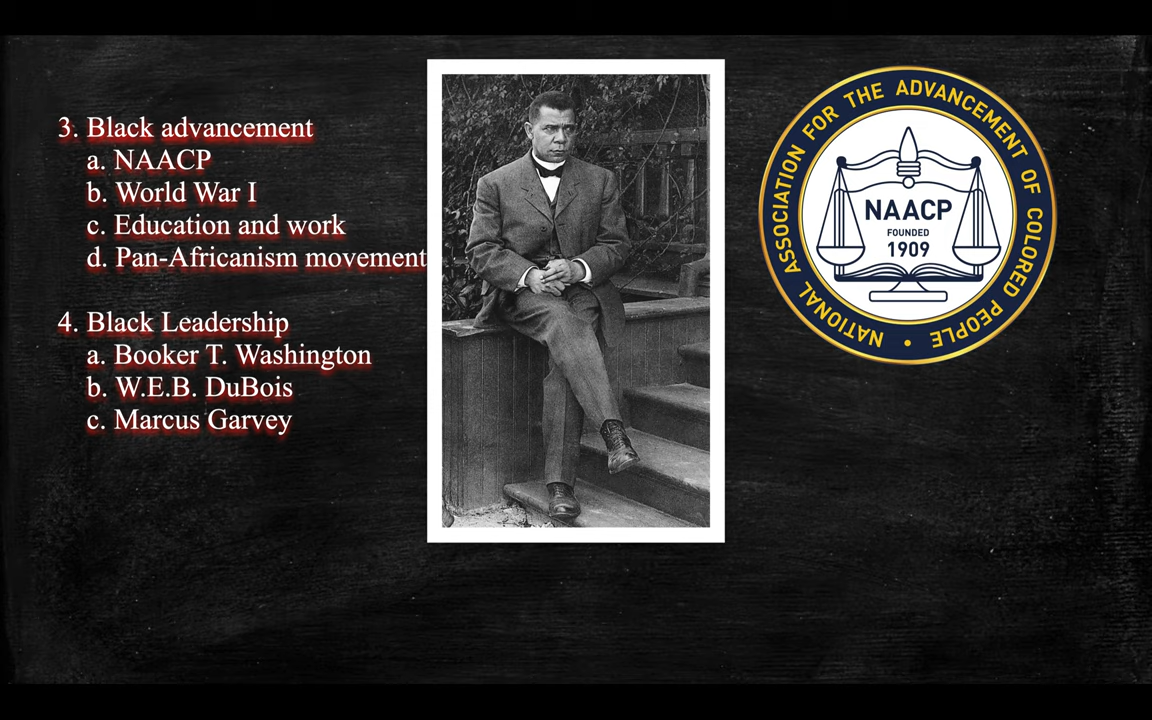 3. Black advancement
a. NAACP
b. World War I
c. Education and work
d. Pan-Africanism movement
4. Black Leadership
a. Booker T. Washington
b. W.E.B. DuBois
c. Marcus Garvey
NATIONAL ASSOCIATION FOR THE ADVANCEMENT OF COLORED PEOPLE •
NAACP
FOUNDED
1909